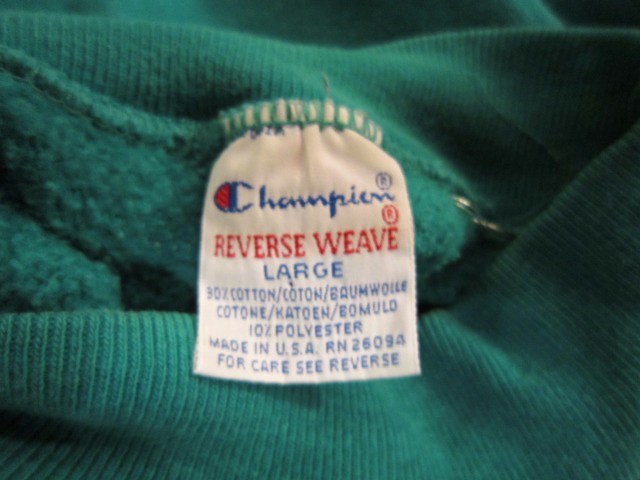 Champion®
®
REVERSE WEAVE
LARGE
90% COTTON/COTON/BAUMWOLLE
COTONE/KATOEN/BOMULD
10% POLYESTER
MADE IN U.S.A. RN 26094
FOR CARE SEE REVERSE